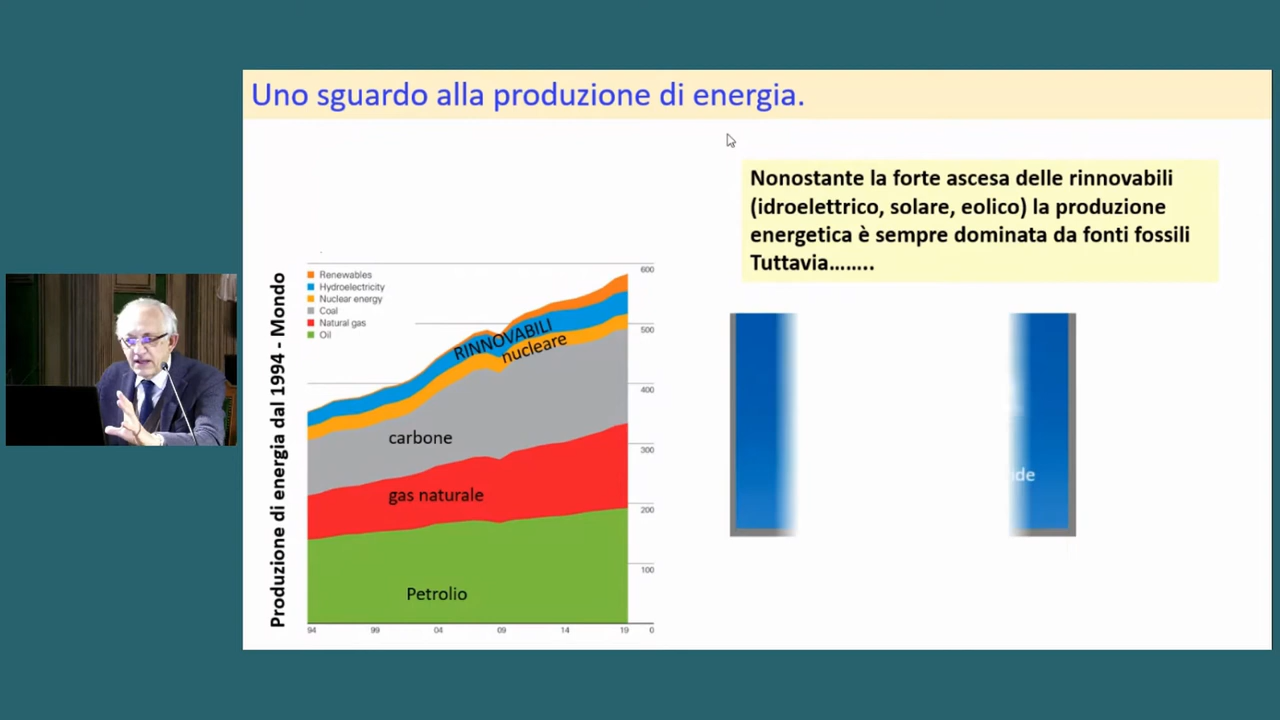 Uno sguardo alla produzione di energia.
Nonostante la forte ascesa delle rinnovabili
(idroelettrico, solare, eolico) la produzione
energetica è sempre dominata da fonti fossili
Tuttavia……..
Produzione di energia dal 1994 - Mondo
Renewables
Hydroelectricity
Nuclear energy
Coal
Natural gas
Oil
RINNOVABILI
nucleare
carbone
gas naturale
Petrolio
600
500
400
300
200
100
0
94 99 04 09 14 19